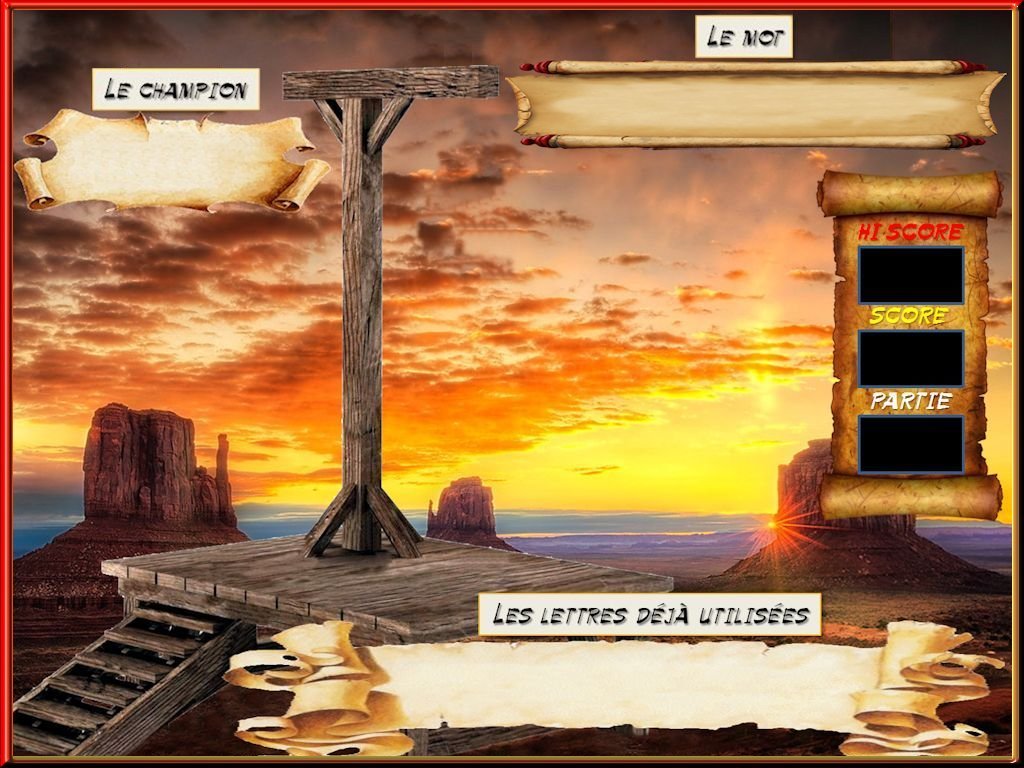 Le mot
Le champion
HI SCORE
SCORE
PARTIE
Les lettres déjà utilisées